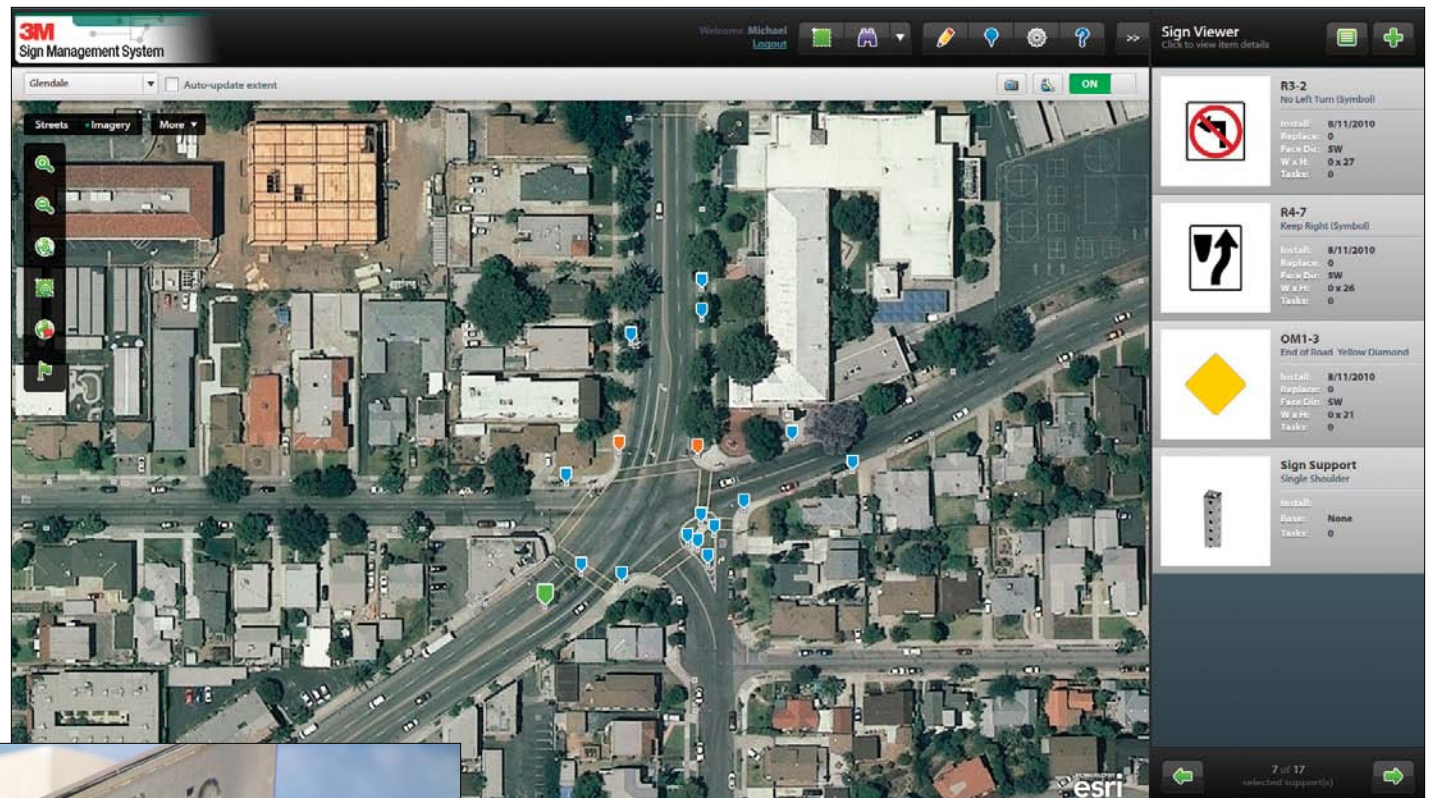 3M
Sign Management System
Welcome Michael
Logout
>>
Sign Viewer
Click to view item details
Glendale
Auto-update extent
ON
Streets
Imagery
More
R3-2
No Left Turn (Symbol)
Install: 8/11/2010
Replace: 0
Face Dir: SW
W x H: 0 x 27
Tasks: 0
R4-7
Keep Right (Symbol)
Install: 8/11/2010
Replace: 0
Face Dir: SW
W x H: 0 x 26
Tasks: 0
OM1-3
End of Road Yellow Diamond
Install: 8/11/2010
Replace: 0
Face Dir: SW
W x H: 0 x 21
Tasks: 0
Sign Support
Single Shoulder
Install:
Base: None
Tasks: 0
POWERED BY
esri
7 of 17
selected support(s)